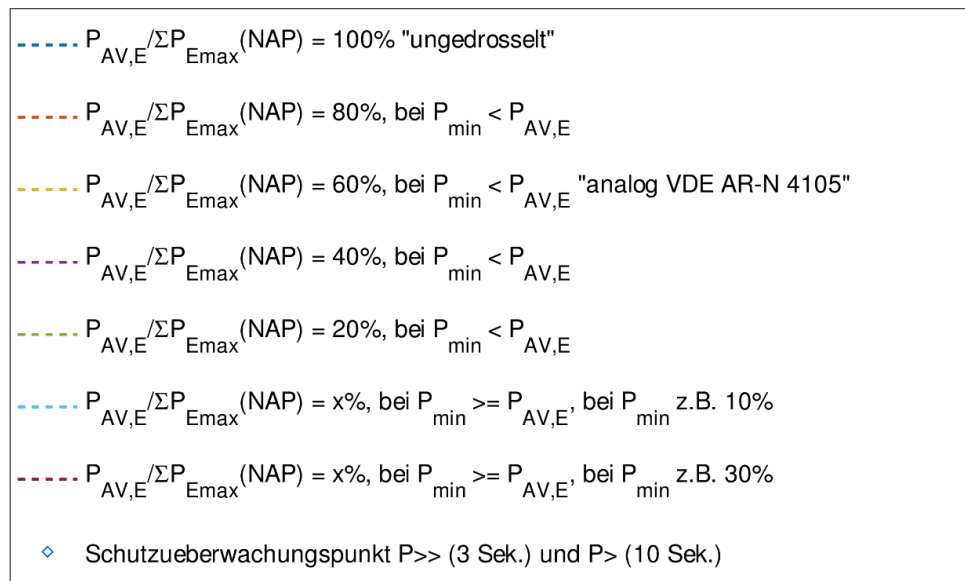 P_AV,E/ΣP_Emax(NAP) = 100% "ungedrosselt"
P_AV,E/ΣP_Emax(NAP) = 80%, bei P_min < P_AV,E
P_AV,E/ΣP_Emax(NAP) = 60%, bei P_min < P_AV,E "analog VDE AR-N 4105"
P_AV,E/ΣP_Emax(NAP) = 40%, bei P_min < P_AV,E
P_AV,E/ΣP_Emax(NAP) = 20%, bei P_min < P_AV,E
P_AV,E/ΣP_Emax(NAP) = x%, bei P_min >= P_AV,E, bei P_min z.B. 10%
P_AV,E/ΣP_Emax(NAP) = x%, bei P_min >= P_AV,E, bei P_min z.B. 30%
Schutzueberwachungspunkt P>> (3 Sek.) und P> (10 Sek.)